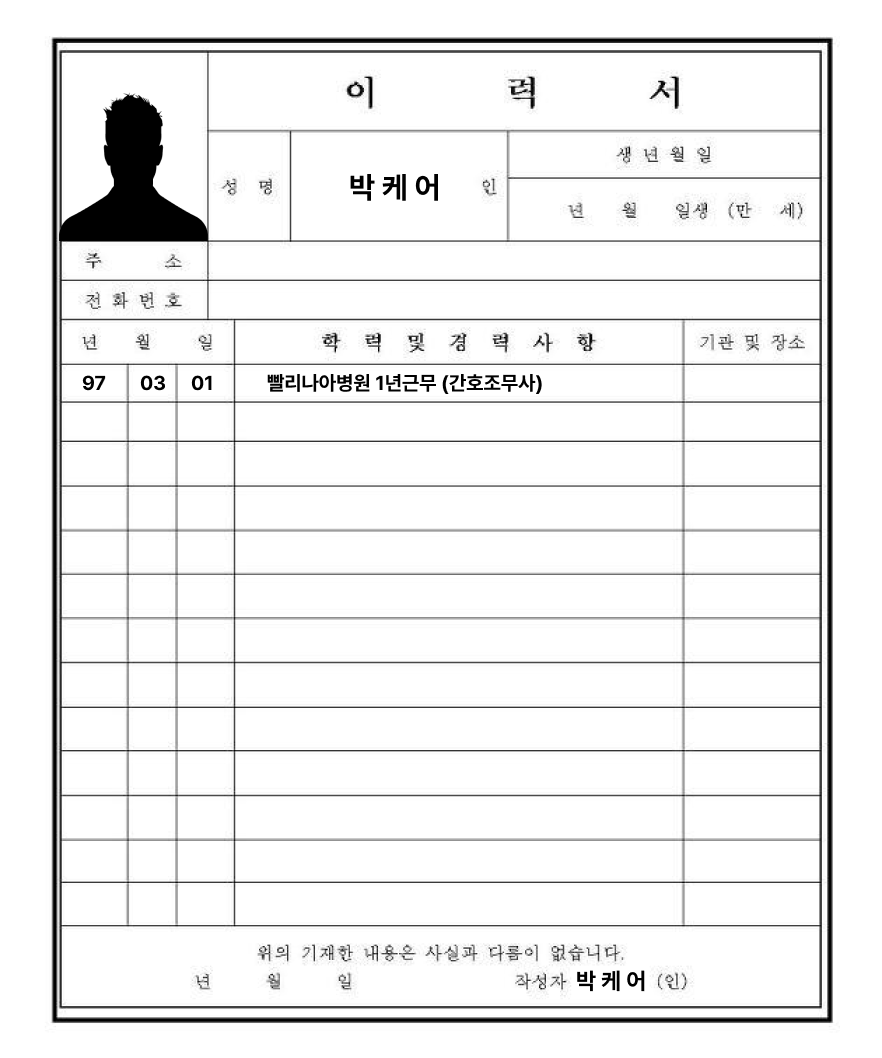 이 력 서
성 명 박 케 어 인
생 년 월 일
년 월 일생 (만 세)
주 소
전 화 번 호
년 월 일 학 력 및 경 력 사 항 기관 및 장소
97 03 01 빨리나아병원 1년근무 (간호조무사)
위의 기재한 내용은 사실과 다름이 없습니다.
년 월 일 작성자 박 케 어 (인)